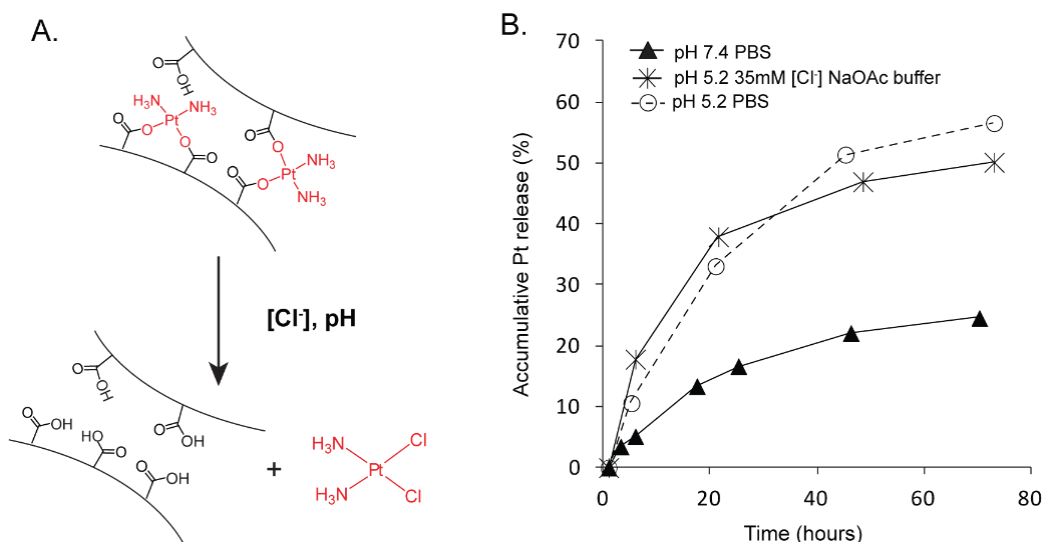 A.
O
OH
H₃N
NH₃
Pt
O
O
O
O
O
O
O
O
Pt
NH₃
NH₃
[Cl⁻], pH
O
OH
O
OH
O
OH
HO
O
O
OH
+
H₃N
Cl
Pt
H₃N
Cl
B.
pH 7.4 PBS
pH 5.2 35mM [Cl⁻] NaOAc buffer
pH 5.2 PBS
Accumulative Pt release (%)
70
60
50
40
30
20
10
0
0
20
40
60
80
Time (hours)